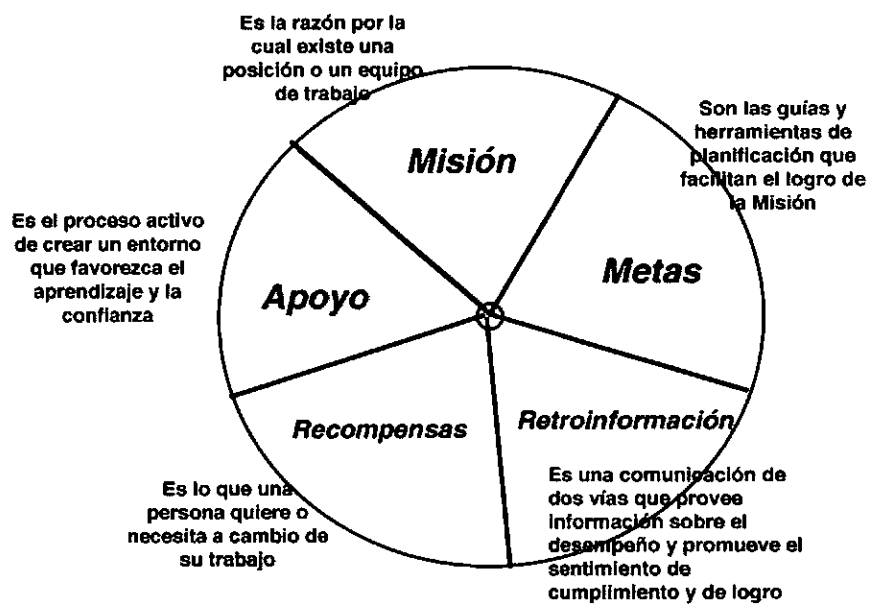 Es la razón por la
cual existe una
posición o un equipo
de trabajo
Misión
Son las guías y
herramientas de
planificación que
facilitan el logro de
la Misión
Metas
Es el proceso activo
de crear un entorno
que favorezca el
aprendizaje y la
confianza
Apoyo
Recompensas
Retroinformación
Es lo que una
persona quiere o
necesita a cambio de
su trabajo
Es una comunicación de
dos vías que provee
información sobre el
desempeño y promueve el
sentimiento de
cumplimiento y de logro